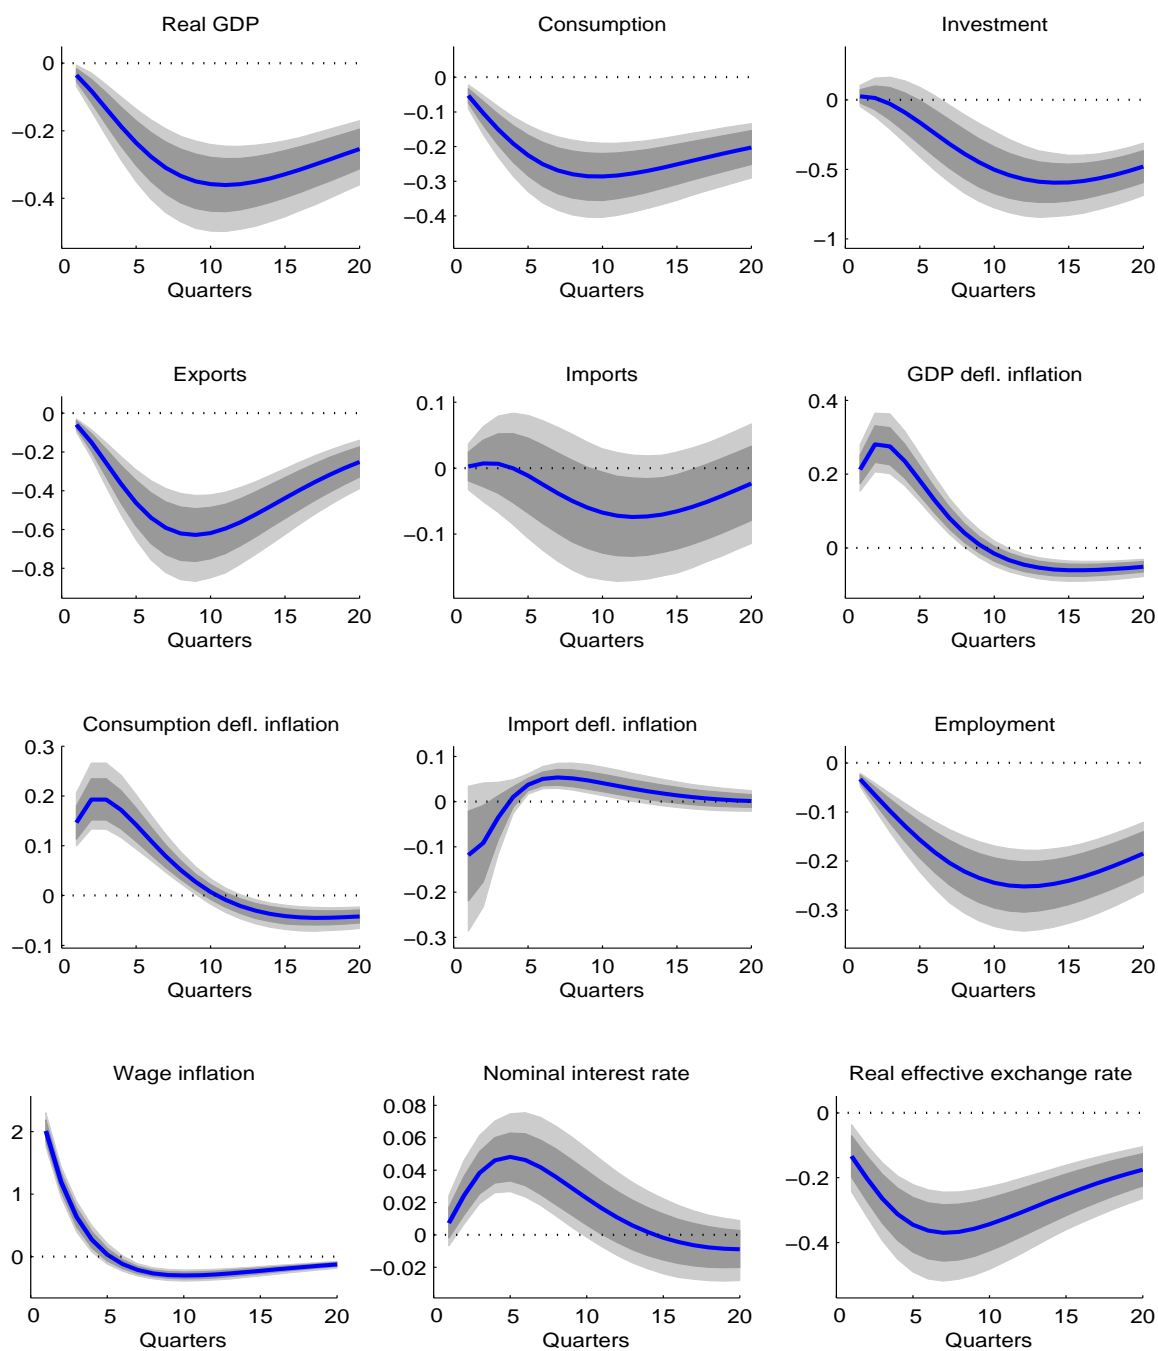 Real GDP
0
−0.2
−0.4
0 5 10 15 20
Quarters
Consumption
0
−0.1
−0.2
−0.3
−0.4
0 5 10 15 20
Quarters
Investment
0
−0.5
−1
0 5 10 15 20
Quarters
Exports
0
−0.2
−0.4
−0.6
−0.8
0 5 10 15 20
Quarters
Imports
0.1
0
−0.1
0 5 10 15 20
Quarters
GDP defl. inflation
0.4
0.2
0
0 5 10 15 20
Quarters
Consumption defl. inflation
0.3
0.2
0.1
0
−0.1
0 5 10 15 20
Quarters
Import defl. inflation
0.1
0
−0.1
−0.2
−0.3
0 5 10 15 20
Quarters
Employment
0
−0.1
−0.2
−0.3
0 5 10 15 20
Quarters
Wage inflation
2
1
0
0 5 10 15 20
Quarters
Nominal interest rate
0.08
0.06
0.04
0.02
0
−0.02
0 5 10 15 20
Quarters
Real effective exchange rate
0
−0.2
−0.4
0 5 10 15 20
Quarters